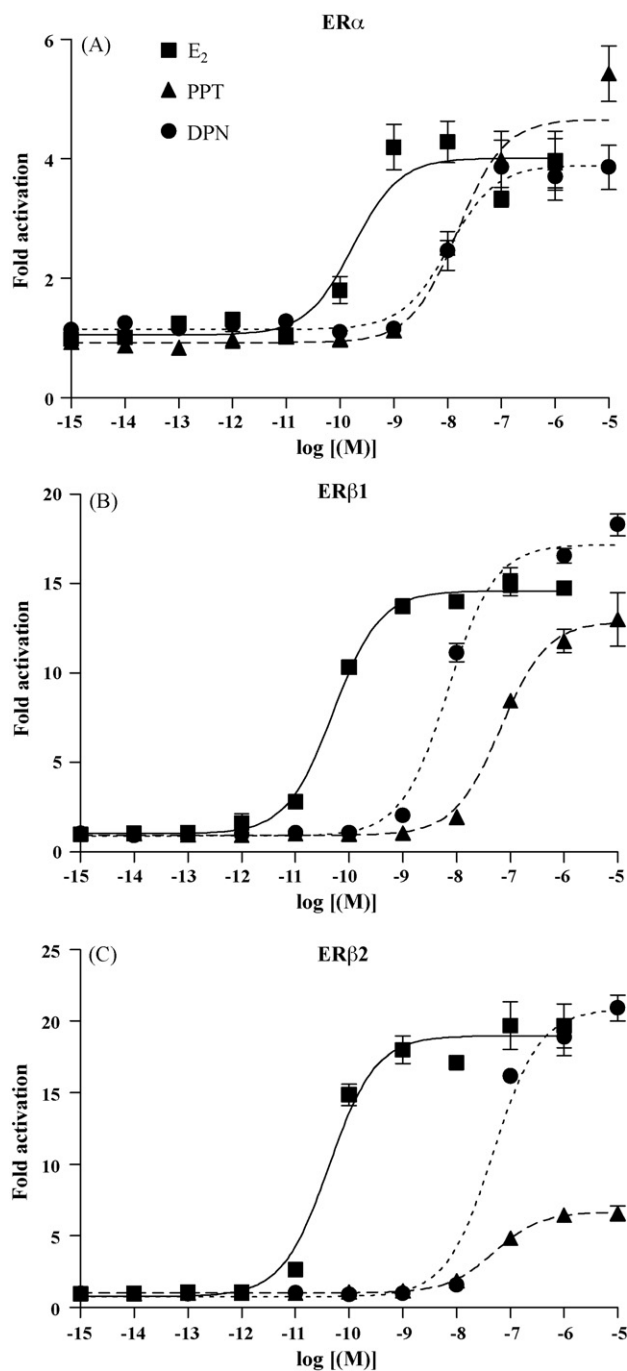 ERα
(A)
E₂
PPT
DPN
Fold activation
6
4
2
0
-15 -14 -13 -12 -11 -10 -9 -8 -7 -6 -5
log [(M)]
ERβ1
(B)
Fold activation
20
15
10
5
0
-15 -14 -13 -12 -11 -10 -9 -8 -7 -6 -5
log [(M)]
ERβ2
(C)
Fold activation
25
20
15
10
5
0
-15 -14 -13 -12 -11 -10 -9 -8 -7 -6 -5
log [(M)]